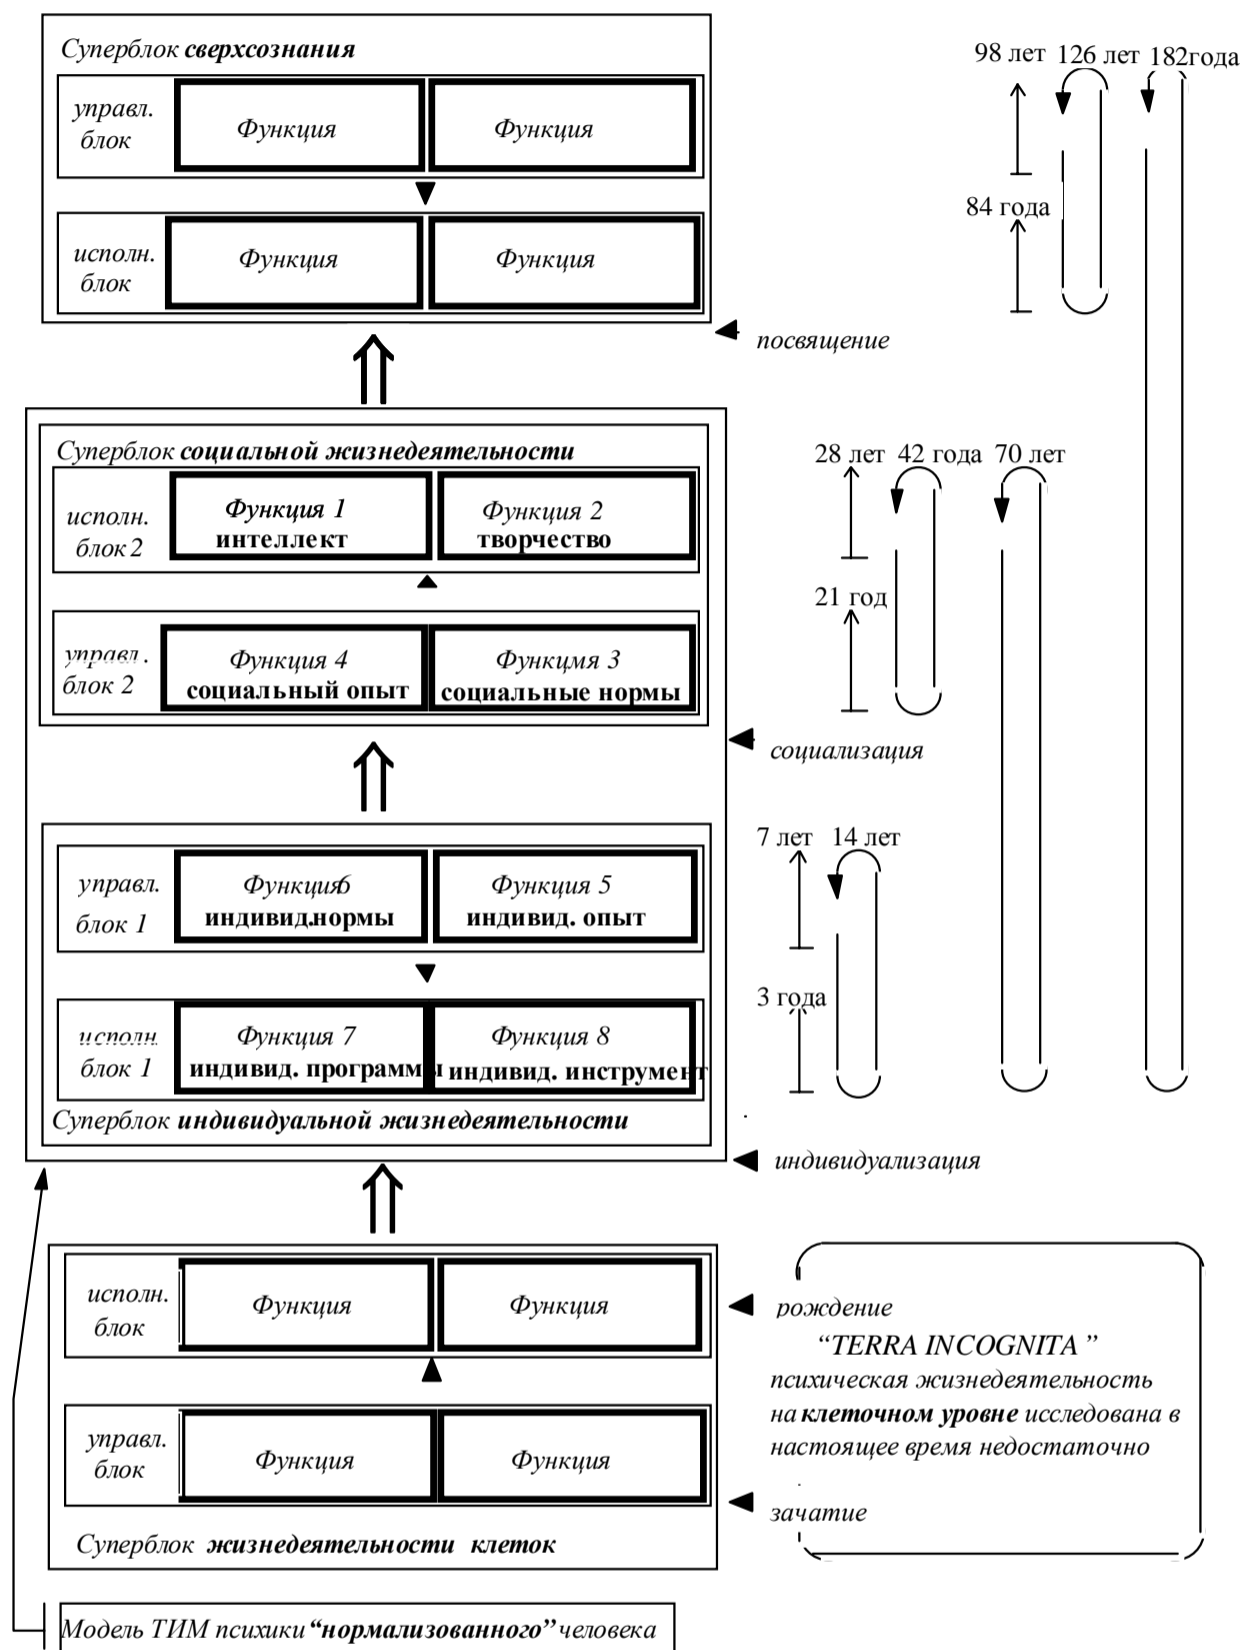 Суперблок сверхсознания
98 лет 126 лет 182года
управл.
блок
Функция
Функция
84 года
исполн.
блок
Функция
Функция
посвящение
Суперблок социальной жизнедеятельности
28 лет 42 года 70 лет
исполн.
блок 2
Функция 1
интеллект
Функция 2
творчество
21 год
управл.
блок 2
Функция 4
социальный опыт
Функцмя 3
социальные нормы
социализация
7 лет 14 лет
управл.
блок 1
Функция6
индивид.нормы
Функция 5
индивид. опыт
3 года
исполн.
блок 1
Функция 7
индивид. программы
Функция 8
индивид. инструмент
Суперблок индивидуальной жизнедеятельности
индивидуализация
исполн.
блок
Функция
Функция
рождение
“TERRA INCOGNITA ”
психическая жизнедеятельность
на клеточном уровне исследована в
настоящее время недостаточно
управл.
блок
Функция
Функция
зачатие
Суперблок жизнедеятельности клеток
Модель ТИМ психики “нормализованного” человека